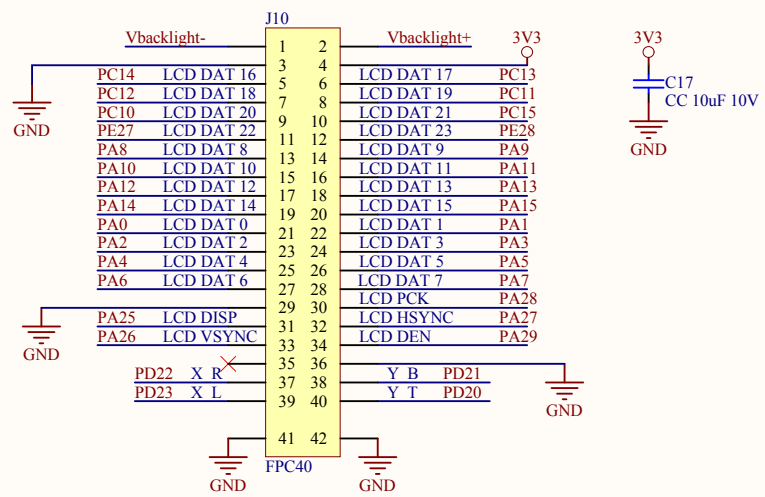 J10
Vbacklight- 1 2 Vbacklight+ 3V3 3V3
3 4
PC14 LCD DAT 16 5 6 LCD DAT 17 PC13 C17
PC12 LCD DAT 18 7 8 LCD DAT 19 PC11 CC 10uF 10V
PC10 LCD DAT 20 9 10 LCD DAT 21 PC15
GND PE27 LCD DAT 22 11 12 LCD DAT 23 PE28 GND
PA8 LCD DAT 8 13 14 LCD DAT 9 PA9
PA10 LCD DAT 10 15 16 LCD DAT 11 PA11
PA12 LCD DAT 12 17 18 LCD DAT 13 PA13
PA14 LCD DAT 14 19 20 LCD DAT 15 PA15
PA0 LCD DAT 0 21 22 LCD DAT 1 PA1
PA2 LCD DAT 2 23 24 LCD DAT 3 PA3
PA4 LCD DAT 4 25 26 LCD DAT 5 PA5
PA6 LCD DAT 6 27 28 LCD DAT 7 PA7
29 30 LCD PCK PA28
PA25 LCD DISP 31 32 LCD HSYNC PA27
PA26 LCD VSYNC 33 34 LCD DEN PA29
GND 35 36
PD22 X R 37 38 Y B PD21
PD23 X L 39 40 Y T PD20
GND
41 42
FPC40
GND GND